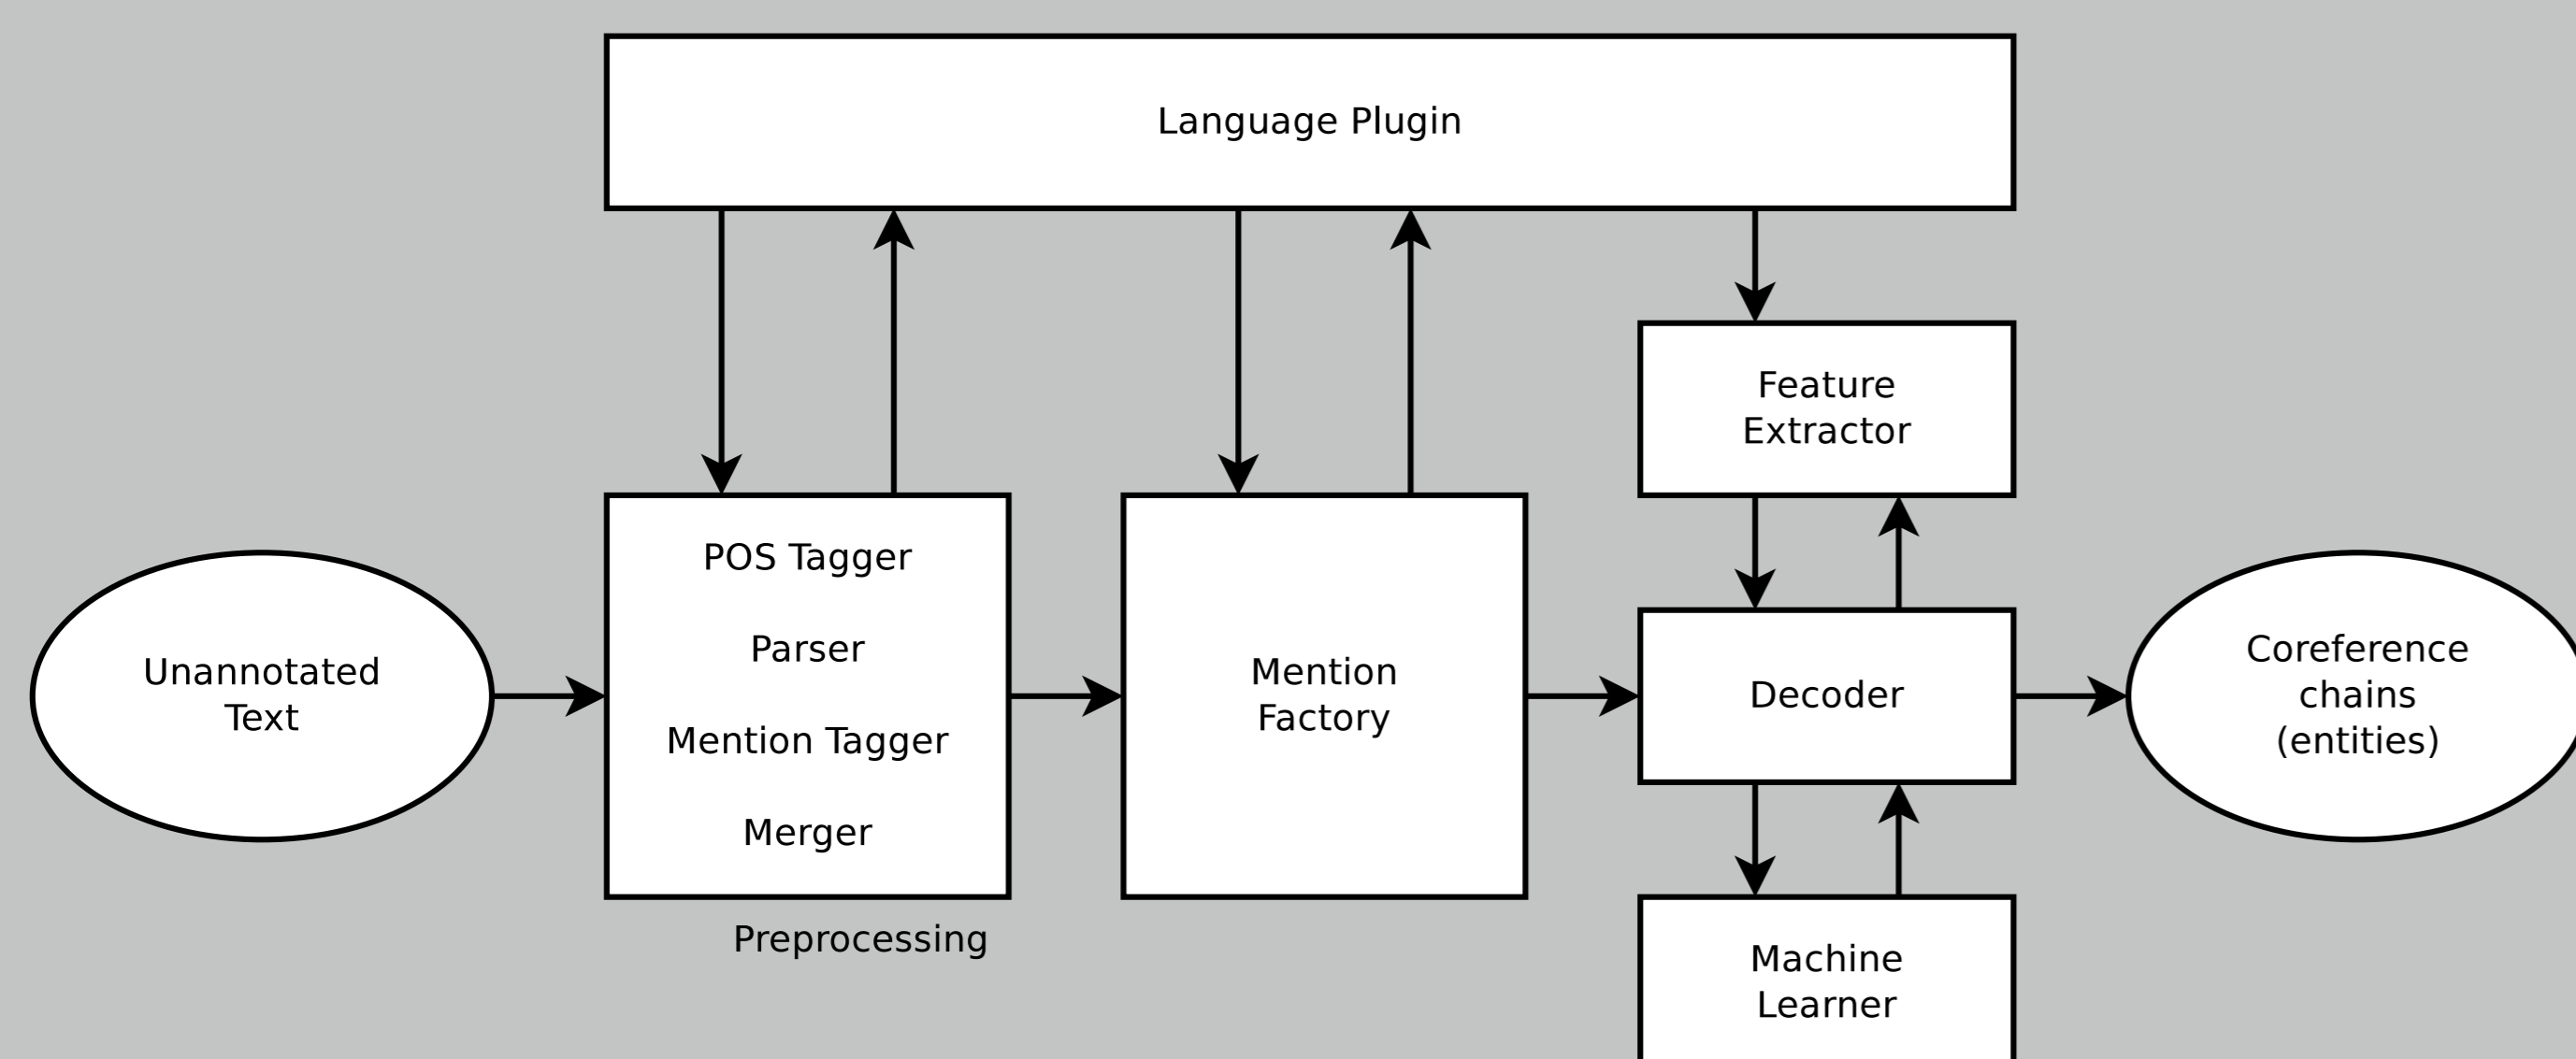 Language Plugin
Feature
Extractor
POS Tagger
Parser
Mention Tagger
Merger
Unannotated
Text
Mention
Factory
Decoder
Coreference
chains
(entities)
Preprocessing
Machine
Learner